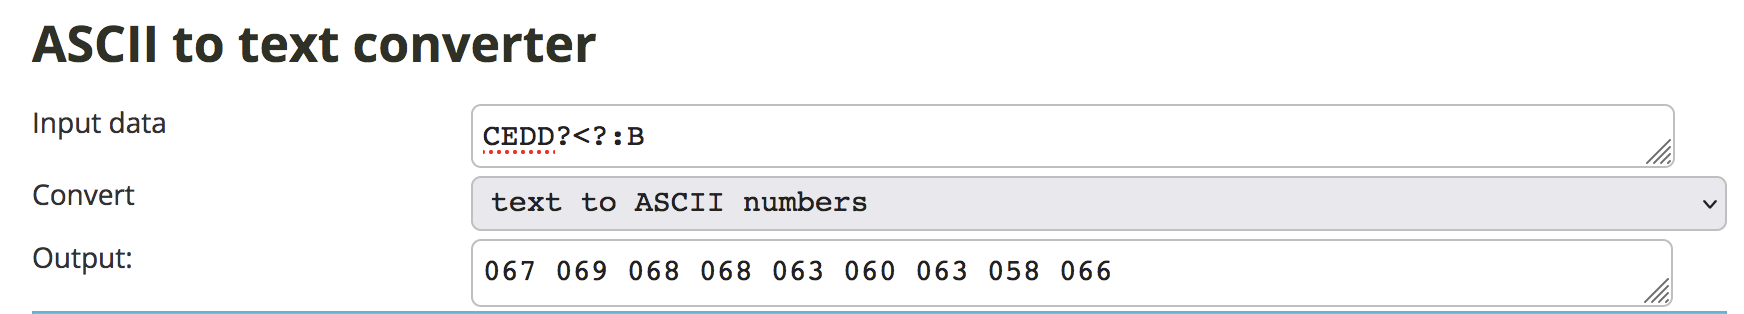 ASCII to text converter
Input data
CEDD?<?:B
Convert
text to ASCII numbers
Output:
067 069 068 068 063 060 063 058 066